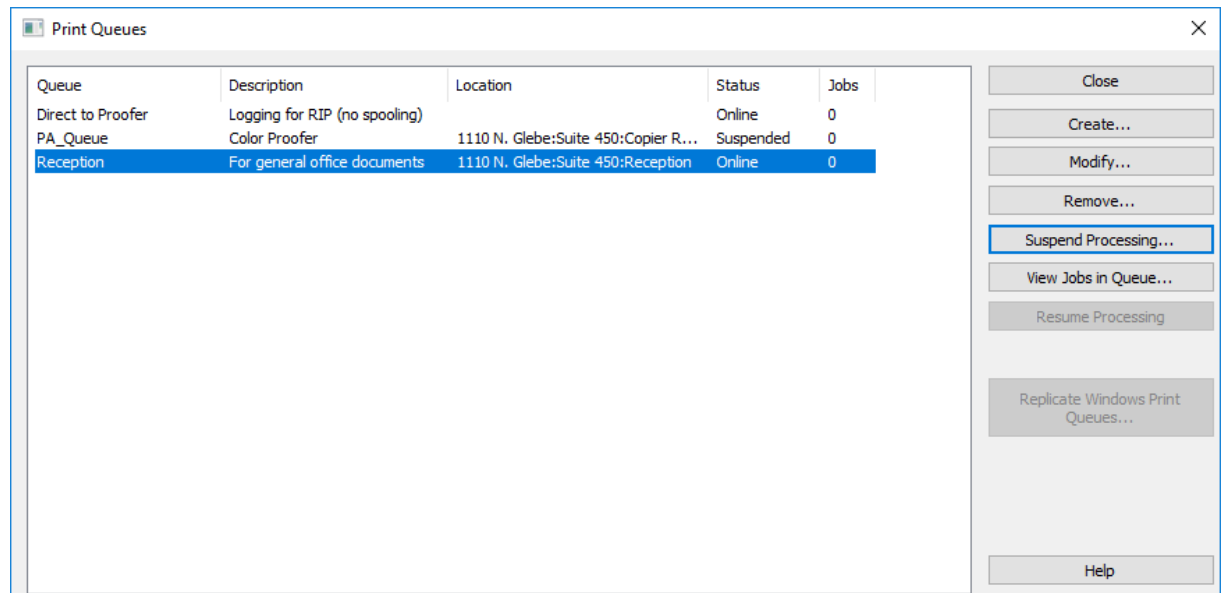 Print Queues
Queue Description Location Status Jobs
Direct to Proofer Logging for RIP (no spooling) Online 0
PA_Queue Color Proofer 1110 N. Glebe:Suite 450:Copier R... Suspended 0
Reception For general office documents 1110 N. Glebe:Suite 450:Reception Online 0
Close
Create...
Modify...
Remove...
Suspend Processing...
View Jobs in Queue...
Resume Processing
Replicate Windows Print
Queues...
Help